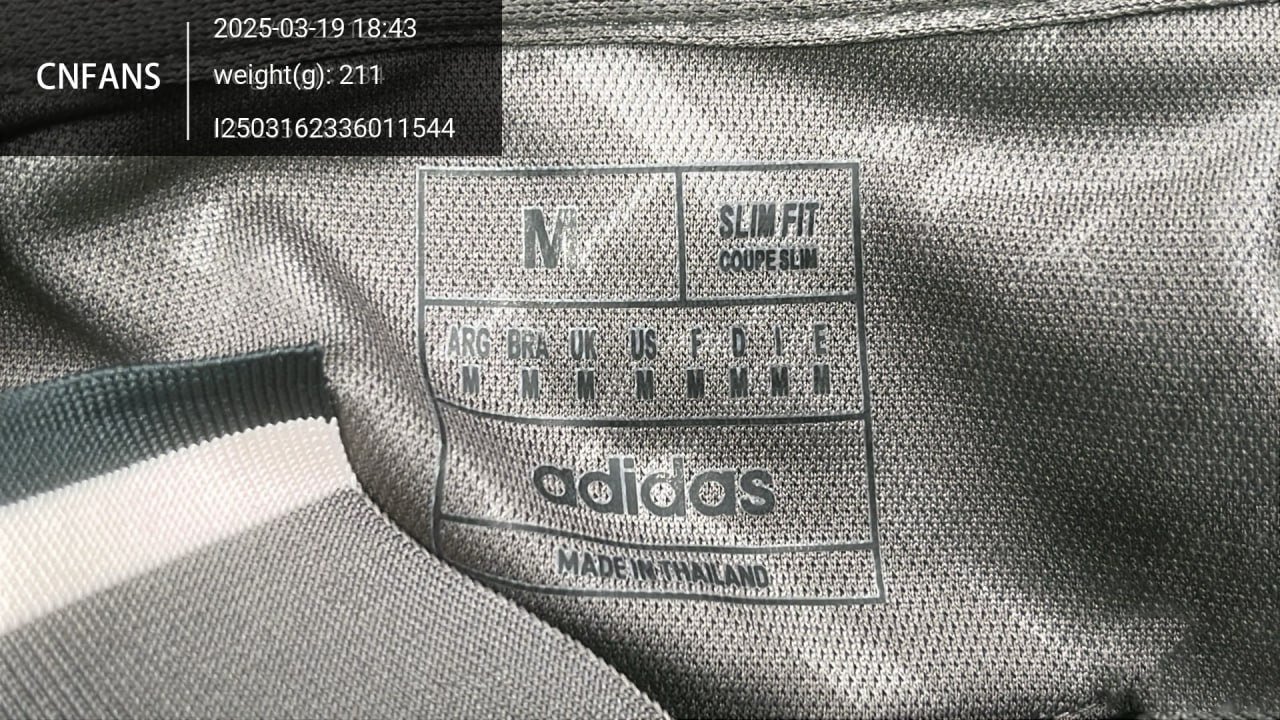 2025-03-19 18:43
CNFANS
weight(g): 211
I2503162336011544
M
SLIM FIT
COUPE SLIM
ARG BRA UK US F D I E
M M M M M M M M
adidas
MADE IN THAILAND